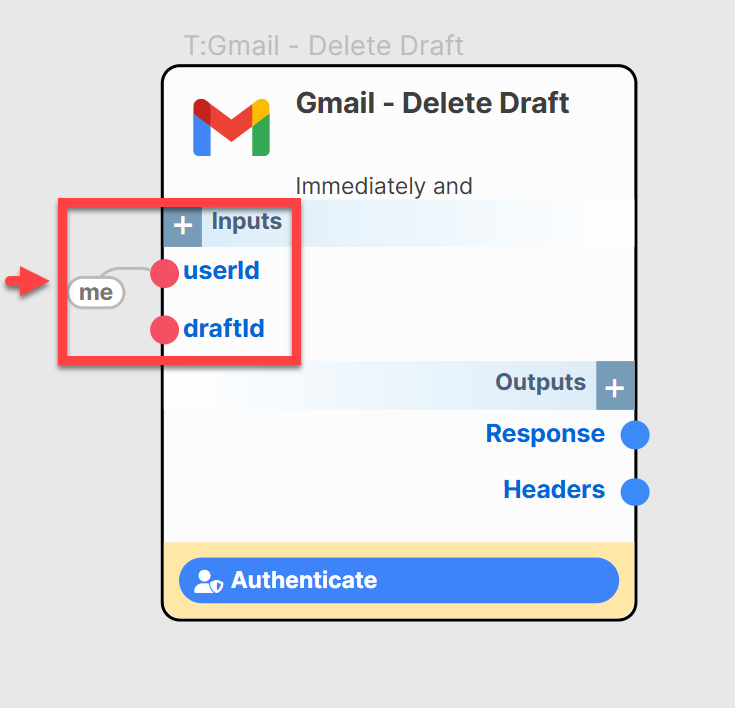 T:Gmail - Delete Draft
Gmail - Delete Draft
Immediately and
+ Inputs
userId
me
draftId
Outputs +
Response
Headers
Authenticate